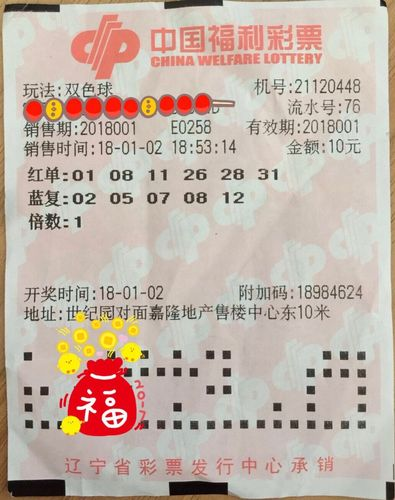 中国福利彩票
CHINA WELFARE LOTTERY
玩法:双色球 机号:21120448
流水号:76
销售期:2018001 E0258 有效期:2018001
销售时间:18-01-02 18:53:14 金额:10元
红单:01 08 11 26 28 31
蓝复:02 05 07 08 12
倍数:1
开奖时间:18-01-02 附加码:18984624
地址:世纪园对面嘉隆地产售楼中心东10米
福
2017
辽宁省彩票发行中心承销